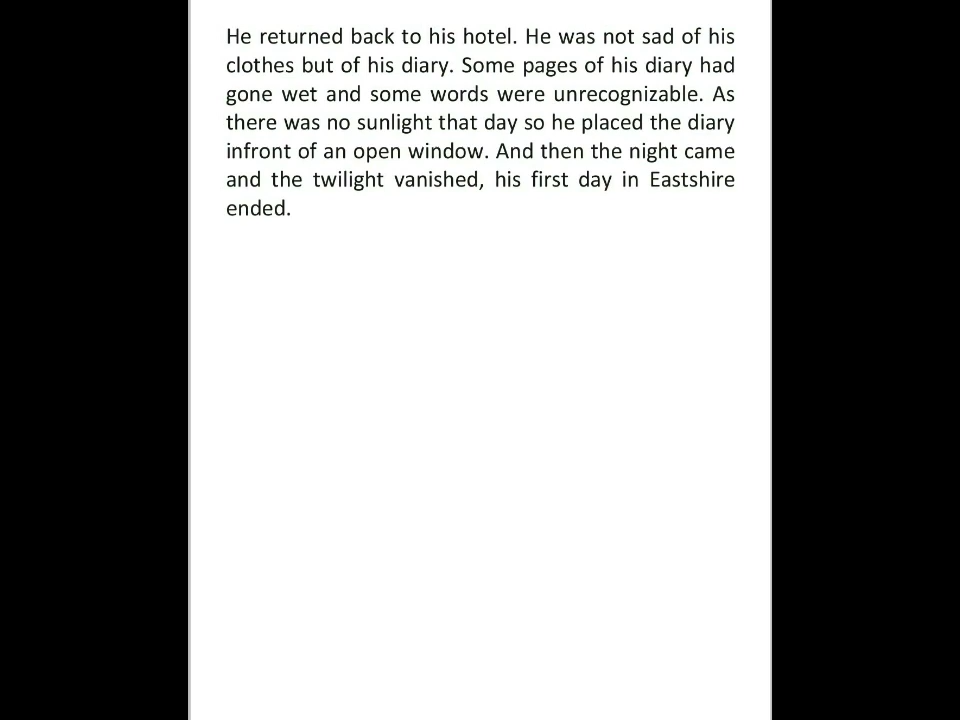 He returned back to his hotel. He was not sad of his
clothes but of his diary. Some pages of his diary had
gone wet and some words were unrecognizable. As
there was no sunlight that day so he placed the diary
infront of an open window. And then the night came
and the twilight vanished, his first day in Eastshire
ended.